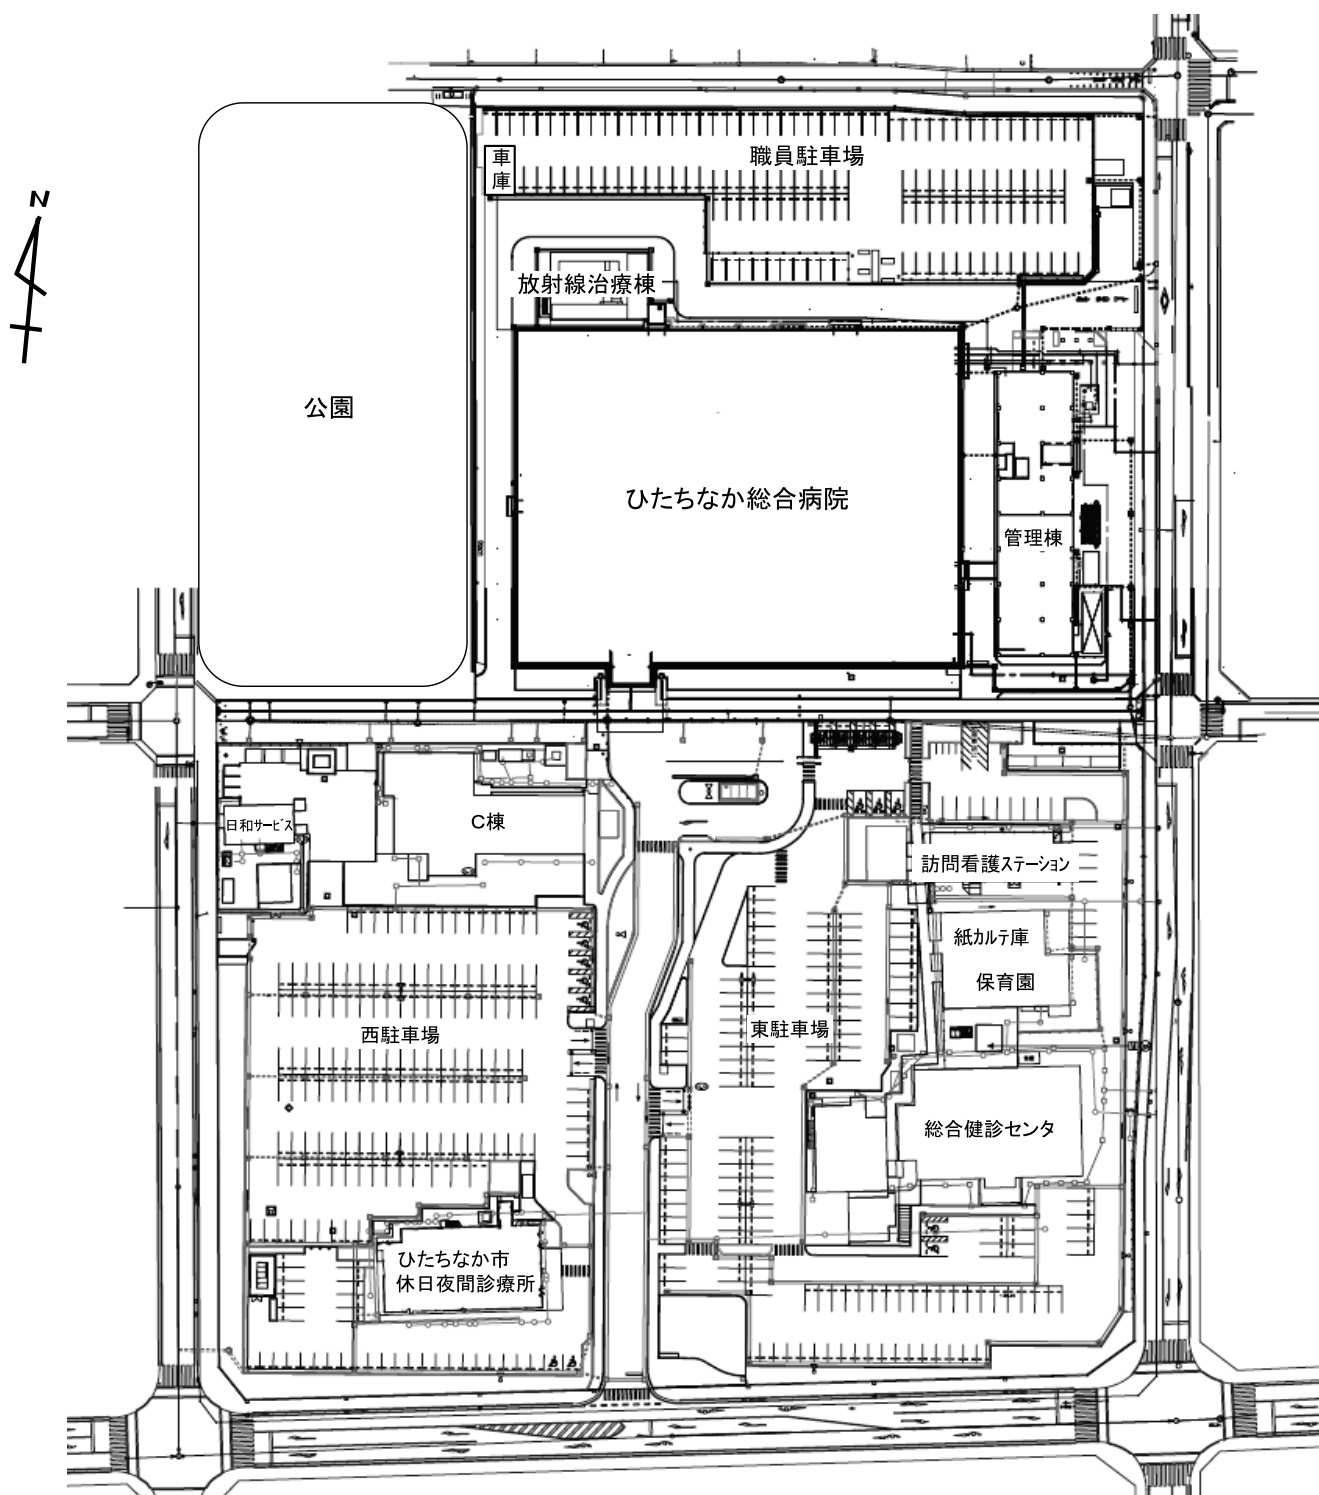 N
車
庫
職員駐車場
放射線治療棟
公園
ひたちなか総合病院
管理棟
日和サービス
C棟
訪問看護ステーション
紙カルテ庫
保育園
西駐車場
東駐車場
総合健診センタ
ひたちなか市
休日夜間診療所